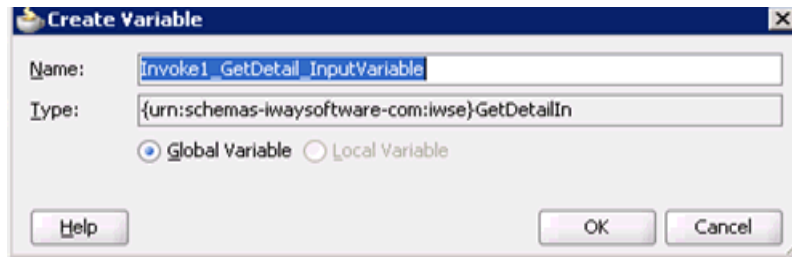 Create Variable
Name: Invoke1_GetDetail_InputVariable
Type: {urn:schemas-iwaysoftware-com:iwse}GetDetailIn
Global Variable Local Variable
Help OK Cancel